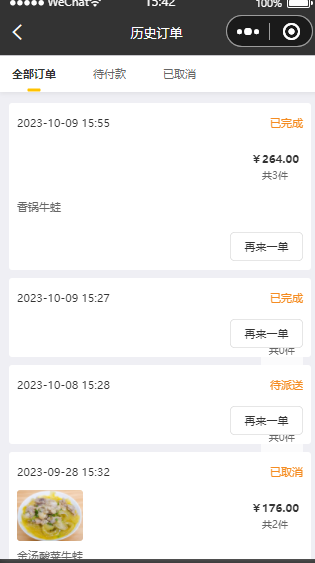 WeChat 15:42 100%
历史订单
全部订单 待付款 已取消
2023-10-09 15:55 已完成
￥264.00
共3件
香锅牛蛙
再来一单
2023-10-09 15:27 已完成
再来一单
共0件
2023-10-08 15:28 待派送
再来一单
共0件
2023-09-28 15:32 已取消
￥176.00
共2件
金汤酸菜牛蛙